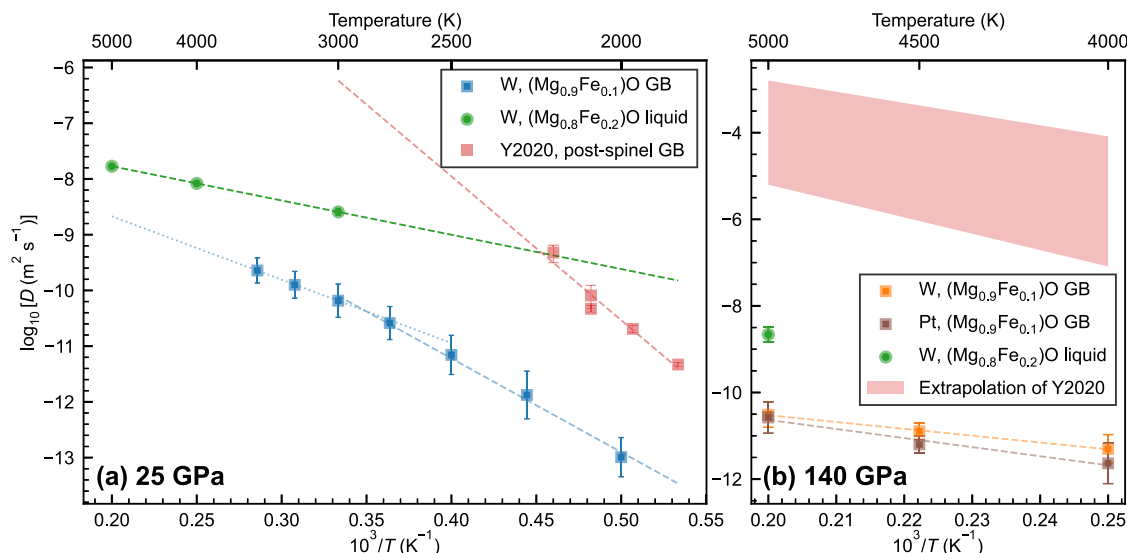 Temperature (K)
5000 4000 3000 2500 2000
−6
−7
−8
−9
−10
−11
−12
−13
log₁₀ [D (m² s⁻¹)]
W, (Mg₀.₉Fe₀.₁)O GB
W, (Mg₀.₈Fe₀.₂)O liquid
Y2020, post-spinel GB
(a) 25 GPa
0.20 0.25 0.30 0.35 0.40 0.45 0.50 0.55
10³/T (K⁻¹)
Temperature (K)
5000 4500 4000
−4
−6
−8
−10
−12
W, (Mg₀.₉Fe₀.₁)O GB
Pt, (Mg₀.₉Fe₀.₁)O GB
W, (Mg₀.₈Fe₀.₂)O liquid
Extrapolation of Y2020
(b) 140 GPa
0.20 0.21 0.22 0.23 0.24 0.25
10³/T (K⁻¹)